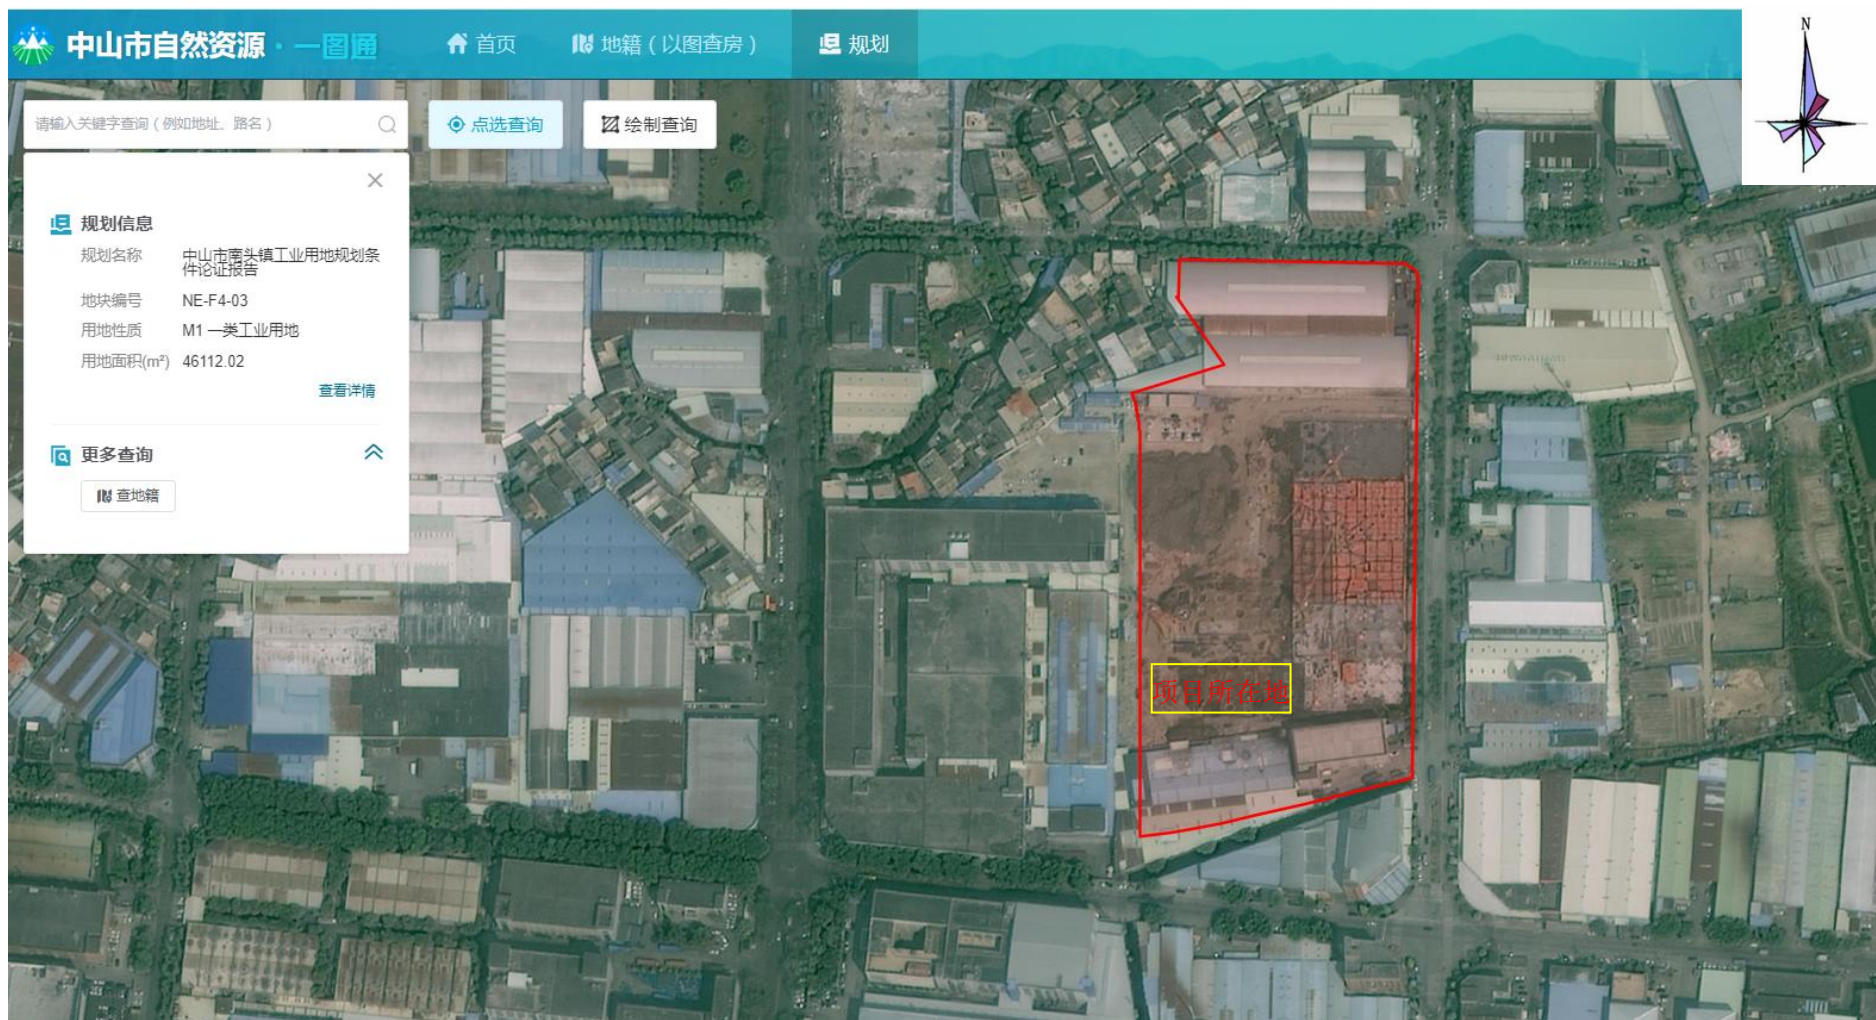 中山市自然资源·一图通
首页
地籍（以图查房）
规划
N
请输入关键字查询（例如地址、路名）
点选查询
绘制查询
规划信息
规划名称 中山市南头镇工业用地规划条
件论证报告
地块编号 NE-F4-03
用地性质 M1 一类工业用地
用地面积(m²) 46112.02
查看详情
更多查询
查地籍
项目所在地